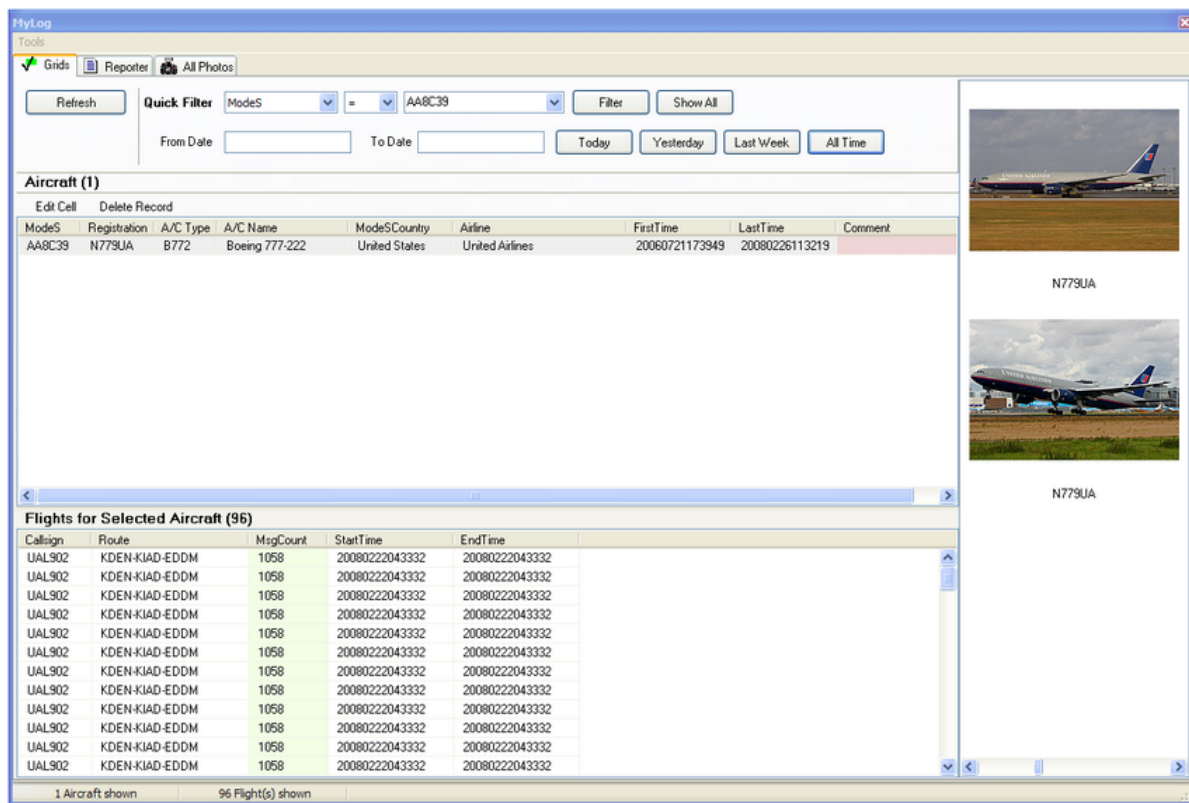 MyLog
Tools
Grids Reporter All Photos
Refresh Quick Filter ModeS = AA8C39 Filter Show All
From Date To Date Today Yesterday Last Week All Time
Aircraft (1)
Edit Cell Delete Record
ModeS Registration A/C Type A/C Name ModeSCountry Airline FirstTime LastTime Comment
AA8C39 N779UA B772 Boeing 777-222 United States United Airlines 20060721173949 20080226113219
UNITED AIRLINES
N779UA
UNITED AIRLINES
N779UA
Flights for Selected Aircraft (96)
Callsign Route MsgCount StartTime EndTime
UAL902 KDEN-KIAD-EDDM 1058 20080222043332 20080222043332
UAL902 KDEN-KIAD-EDDM 1058 20080222043332 20080222043332
UAL902 KDEN-KIAD-EDDM 1058 20080222043332 20080222043332
UAL902 KDEN-KIAD-EDDM 1058 20080222043332 20080222043332
UAL902 KDEN-KIAD-EDDM 1058 20080222043332 20080222043332
UAL902 KDEN-KIAD-EDDM 1058 20080222043332 20080222043332
UAL902 KDEN-KIAD-EDDM 1058 20080222043332 20080222043332
UAL902 KDEN-KIAD-EDDM 1058 20080222043332 20080222043332
UAL902 KDEN-KIAD-EDDM 1058 20080222043332 20080222043332
UAL902 KDEN-KIAD-EDDM 1058 20080222043332 20080222043332
UAL902 KDEN-KIAD-EDDM 1058 20080222043332 20080222043332
UAL902 KDEN-KIAD-EDDM 1058 20080222043332 20080222043332
1 Aircraft shown 96 Flight(s) shown